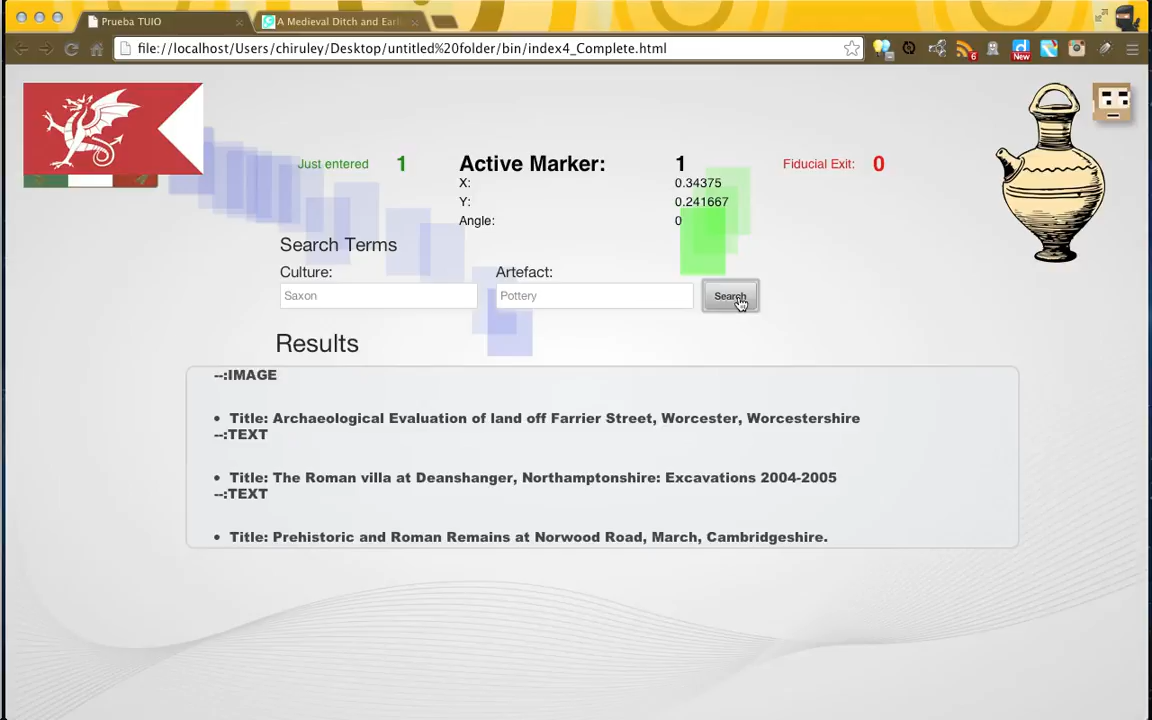 Prueba TUIO
A Medieval Ditch and Earli
file://localhost/Users/chiruley/Desktop/untitled%20folder/bin/index4_Complete.html
6
New
Just entered 1 Active Marker: 1 Fiducial Exit: 0
X: 0.34375
Y: 0.241667
Angle: 0
Search Terms
Culture: Artefact:
Saxon Pottery Search
Results
--:IMAGE
• Title: Archaeological Evaluation of land off Farrier Street, Worcester, Worcestershire
--:TEXT
• Title: The Roman villa at Deanshanger, Northamptonshire: Excavations 2004-2005
--:TEXT
• Title: Prehistoric and Roman Remains at Norwood Road, March, Cambridgeshire.